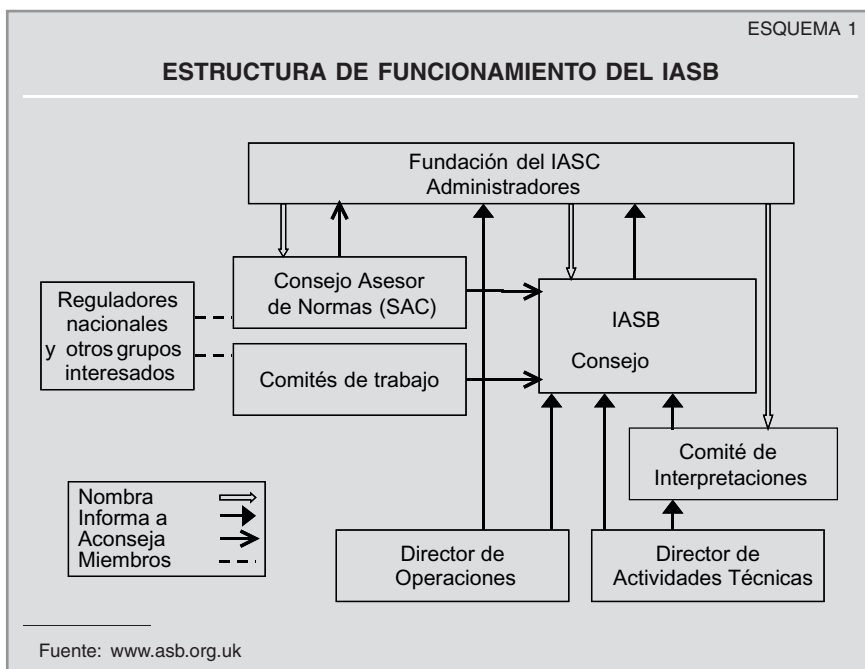 ESQUEMA 1
ESTRUCTURA DE FUNCIONAMIENTO DEL IASB
Fundación del IASC
Administradores
Consejo Asesor
de Normas (SAC)
Reguladores
nacionales
y otros grupos
interesados
IASB
Consejo
Comités de trabajo
Comité de
Interpretaciones
Nombra
Informa a
Aconseja
Miembros
Director de
Operaciones
Director de
Actividades Técnicas
Fuente: www.asb.org.uk